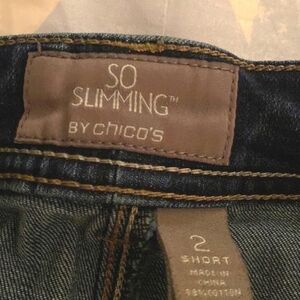 SO
SLIMMING™
BY chico's
2
SHORT
MADE IN
CHINA
98% COTTON